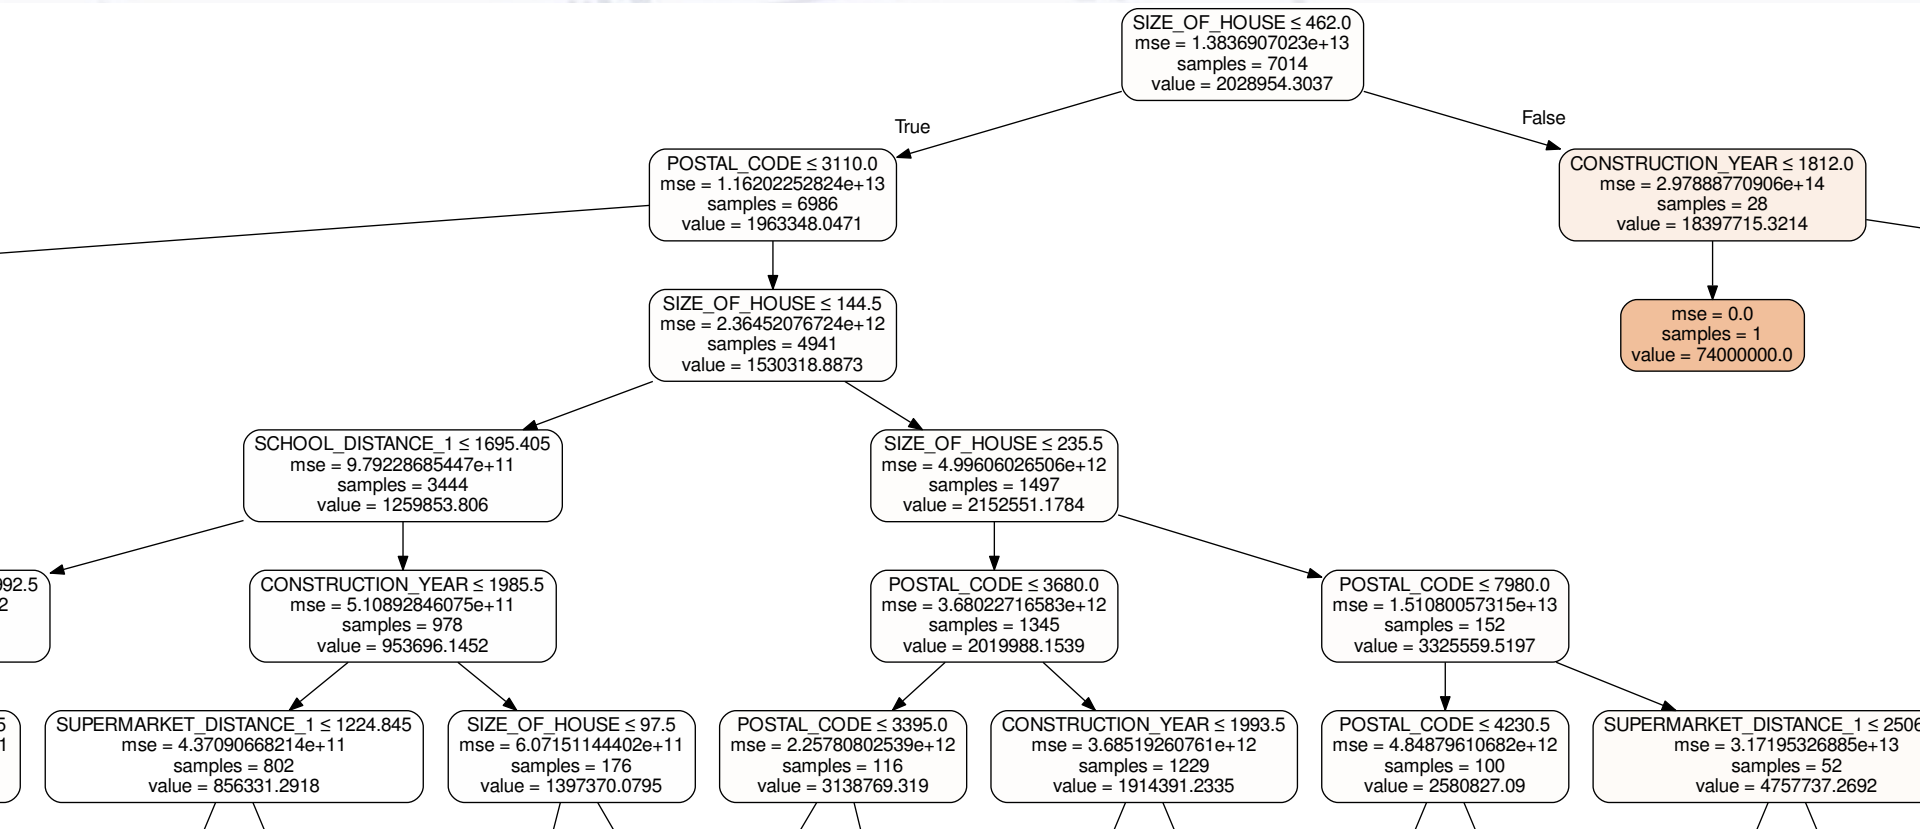 SIZE_OF_HOUSE ≤ 462.0
mse = 1.3836907023e+13
samples = 7014
value = 2028954.3037
True
False
POSTAL_CODE ≤ 3110.0
mse = 1.16202252824e+13
samples = 6986
value = 1963348.0471
CONSTRUCTION_YEAR ≤ 1812.0
mse = 2.97888770906e+14
samples = 28
value = 18397715.3214
SIZE_OF_HOUSE ≤ 144.5
mse = 2.36452076724e+12
samples = 4941
value = 1530318.8873
mse = 0.0
samples = 1
value = 74000000.0
SCHOOL_DISTANCE_1 ≤ 1695.405
mse = 9.79228685447e+11
samples = 3444
value = 1259853.806
SIZE_OF_HOUSE ≤ 235.5
mse = 4.99606026506e+12
samples = 1497
value = 2152551.1784
992.5
2
CONSTRUCTION_YEAR ≤ 1985.5
mse = 5.10892846075e+11
samples = 978
value = 953696.1452
POSTAL_CODE ≤ 3680.0
mse = 3.68022716583e+12
samples = 1345
value = 2019988.1539
POSTAL_CODE ≤ 7980.0
mse = 1.51080057315e+13
samples = 152
value = 3325559.5197
5
1
SUPERMARKET_DISTANCE_1 ≤ 1224.845
mse = 4.37090668214e+11
samples = 802
value = 856331.2918
SIZE_OF_HOUSE ≤ 97.5
mse = 6.07151144402e+11
samples = 176
value = 1397370.0795
POSTAL_CODE ≤ 3395.0
mse = 2.25780802539e+12
samples = 116
value = 3138769.319
CONSTRUCTION_YEAR ≤ 1993.5
mse = 3.68519260761e+12
samples = 1229
value = 1914391.2335
POSTAL_CODE ≤ 4230.5
mse = 4.84879610682e+12
samples = 100
value = 2580827.09
SUPERMARKET_DISTANCE_1 ≤ 2506
mse = 3.17195326885e+13
samples = 52
value = 4757737.2692